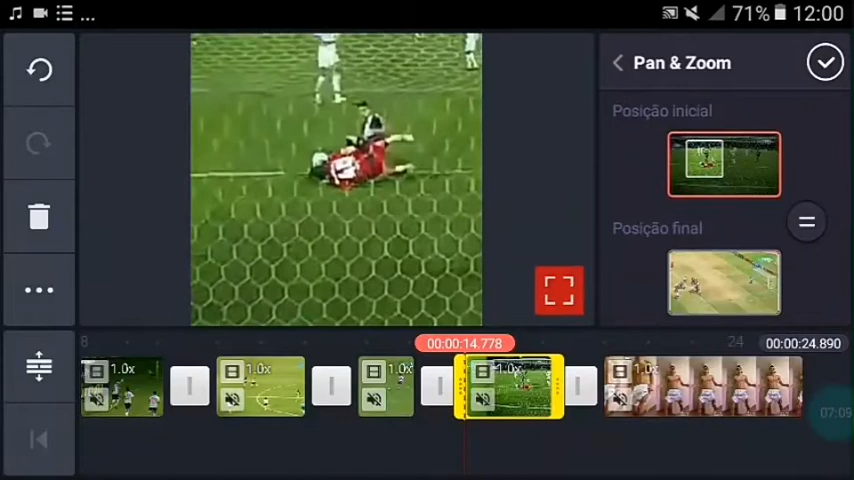 71% 12:00
Pan & Zoom
Posição inicial
Posição final
8
00:00:14.778
24
00:00:24.890
1.0x
1.0x
1.0x
1.0x
1.0x
07:09